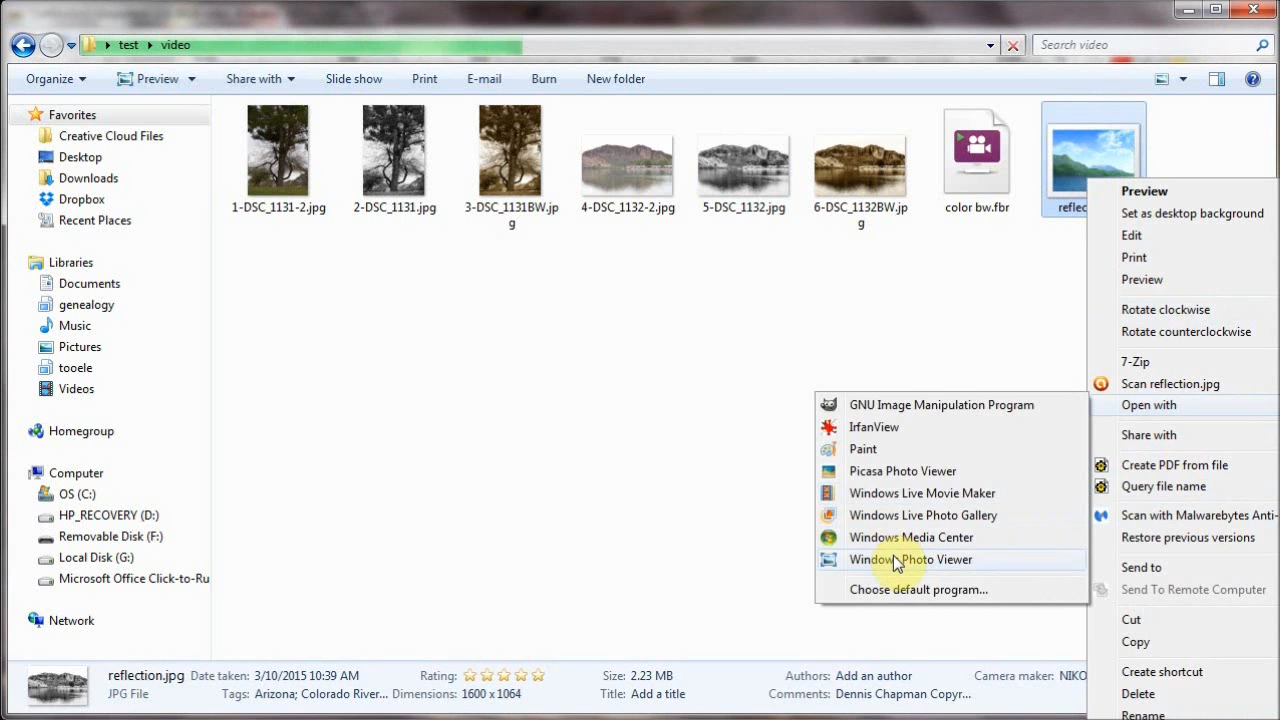 test video
Search video
Organize Preview Share with Slide show Print E-mail Burn New folder
Favorites
Creative Cloud Files
Desktop
Downloads
Dropbox
Recent Places
Libraries
Documents
genealogy
Music
Pictures
tooele
Videos
Homegroup
Computer
OS (C:)
HP_RECOVERY (D:)
Removable Disk (F:)
Local Disk (G:)
Microsoft Office Click-to-Ru
Network
1-DSC_1131-2.jpg
2-DSC_1131.jpg
3-DSC_1131BW.jp
g
4-DSC_1132-2.jpg
5-DSC_1132.jpg
6-DSC_1132BW.jp
g
color bw.fbr
reflec
Preview
Set as desktop background
Edit
Print
Preview
Rotate clockwise
Rotate counterclockwise
7-Zip
Scan reflection.jpg
Open with
Share with
Create PDF from file
Query file name
Scan with Malwarebytes Anti-
Restore previous versions
Send to
Send To Remote Computer
Cut
Copy
Create shortcut
Delete
Rename
GNU Image Manipulation Program
IrfanView
Paint
Picasa Photo Viewer
Windows Live Movie Maker
Windows Live Photo Gallery
Windows Media Center
Windows Photo Viewer
Choose default program...
reflection.jpg Date taken: 3/10/2015 10:39 AM Rating: Size: 2.23 MB Authors: Add an author Camera maker: NIKO
JPG File Tags: Arizona; Colorado River... Dimensions: 1600 x 1064 Title: Add a title Comments: Dennis Chapman Copyr...